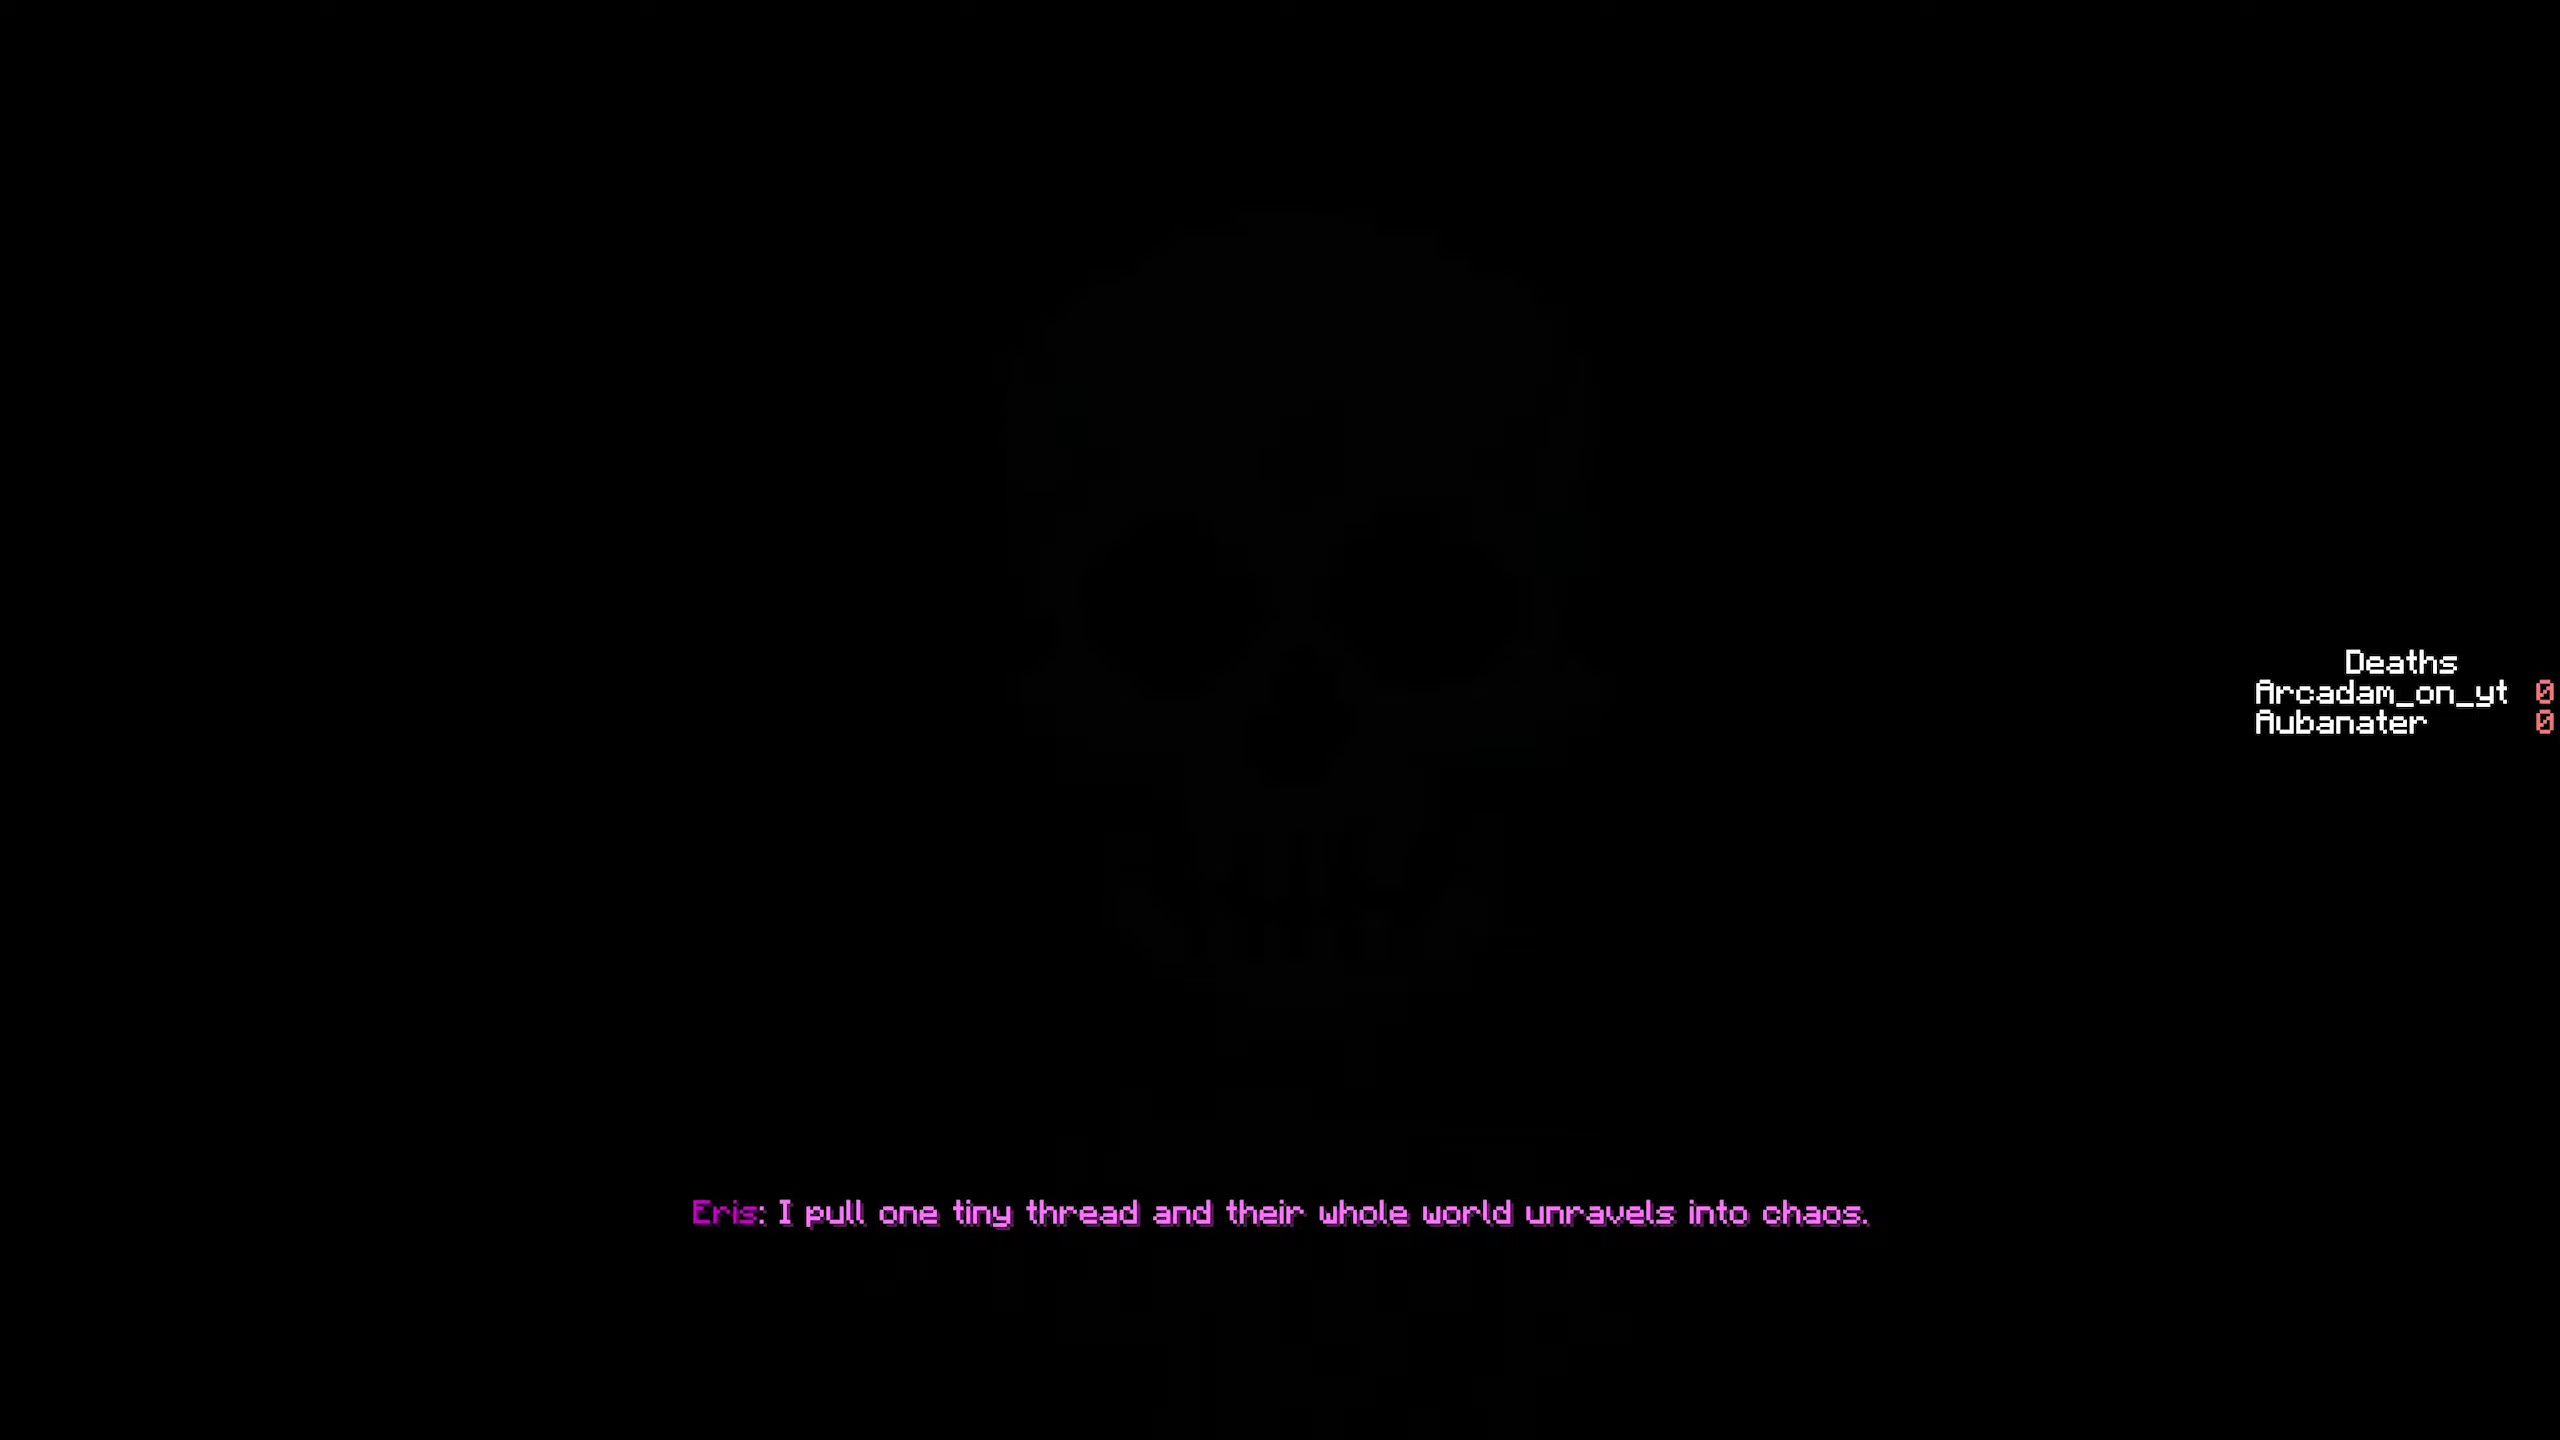 Deaths
Arcadam_on_yt 0
Aubanater 0
Eris: I pull one tiny thread and their whole world unravels into chaos.